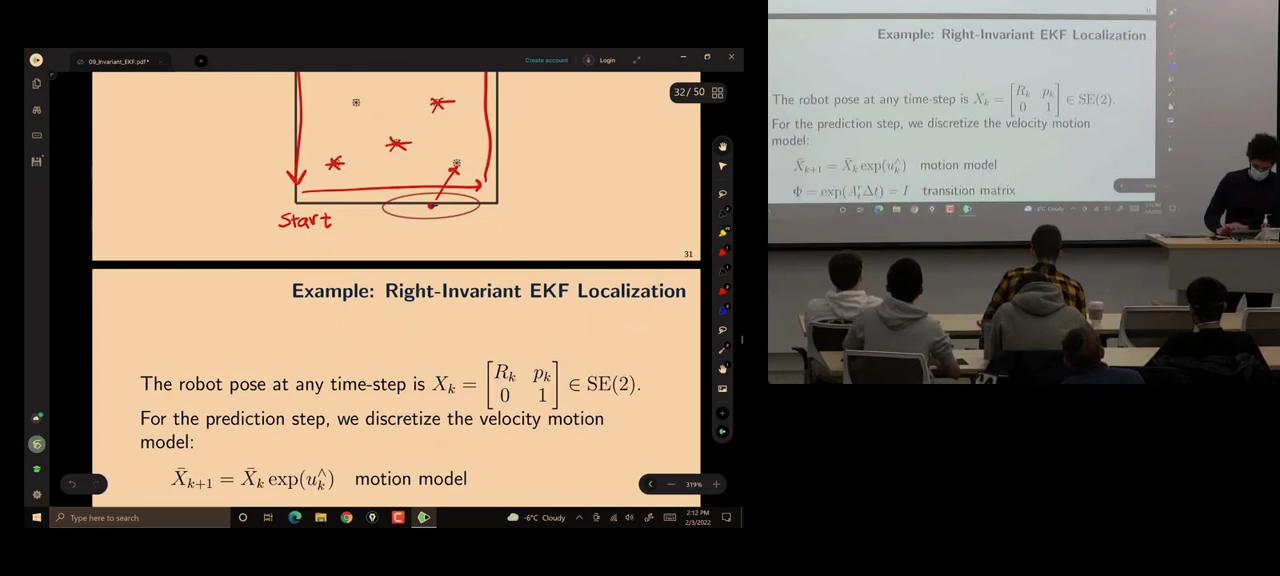 09_Invariant_EKF.pdf*
Create account
Login
32/50
Start
31
Example: Right-Invariant EKF Localization
The robot pose at any time-step is X_k = [R_k p_k; 0 1] ∈ SE(2).
For the prediction step, we discretize the velocity motion
model:
X̄_{k+1} = X̄_k exp(u_k^∧) motion model
319%
Type here to search
-6°C Cloudy
2:12 PM
2/3/2022
31
Example: Right-Invariant EKF Localization
The robot pose at any time-step is X_k = [R_k p_k; 0 1] ∈ SE(2).
For the prediction step, we discretize the velocity motion
model:
X̄_{k+1} = X̄_k exp(u_k^∧) motion model
Φ = exp(A_t^r Δt) = I transition matrix
-6°C Cloudy